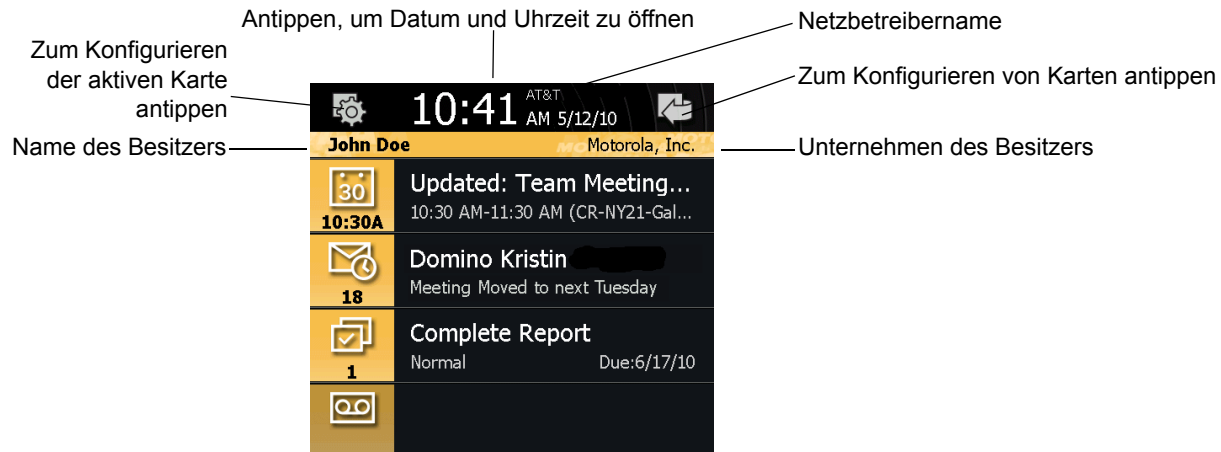 Antippen, um Datum und Uhrzeit zu öffnen
Netzbetreibername
Zum Konfigurieren
der aktiven Karte
antippen
Zum Konfigurieren von Karten antippen
10:41
AT&T
AM 5/12/10
Name des Besitzers
John Doe
Motorola, Inc.
Unternehmen des Besitzers
30
10:30A
Updated: Team Meeting...
10:30 AM-11:30 AM (CR-NY21-Gal...
18
Domino Kristin
Meeting Moved to next Tuesday
1
Complete Report
Normal
Due:6/17/10